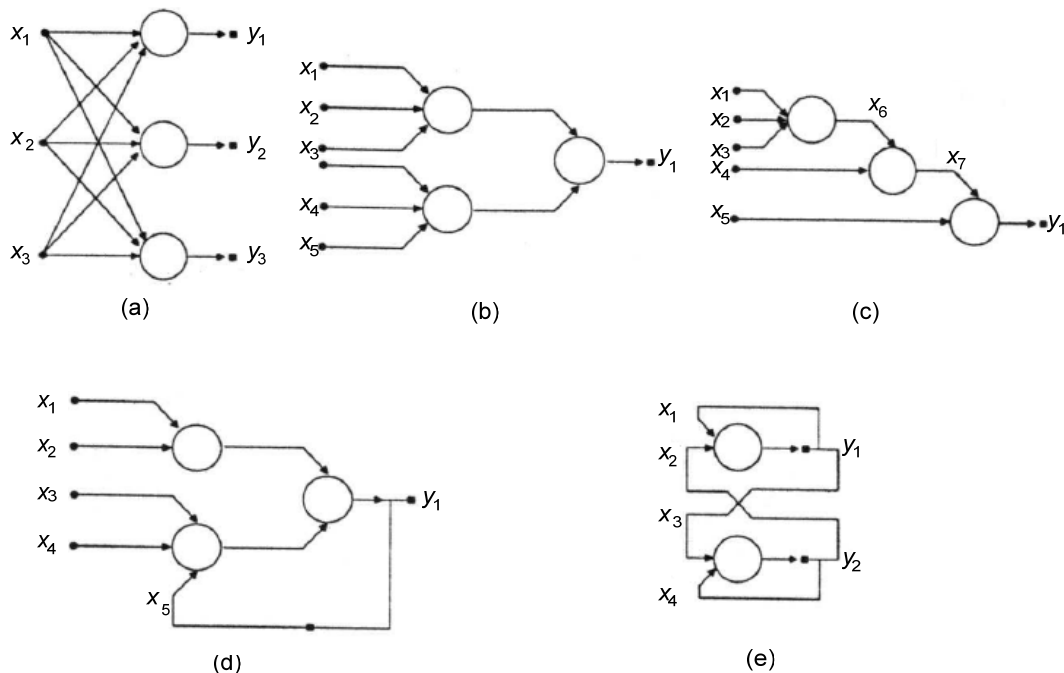 x1 y1
x2 y2
x3 y3
(a)
x1
x2
x3
x4
x5
y1
(b)
x1
x2
x3
x4
x5
x6
x7
y1
(c)
x1
x2
x3
x4
x5
y1
(d)
x1
x2
x3
x4
y1
y2
(e)